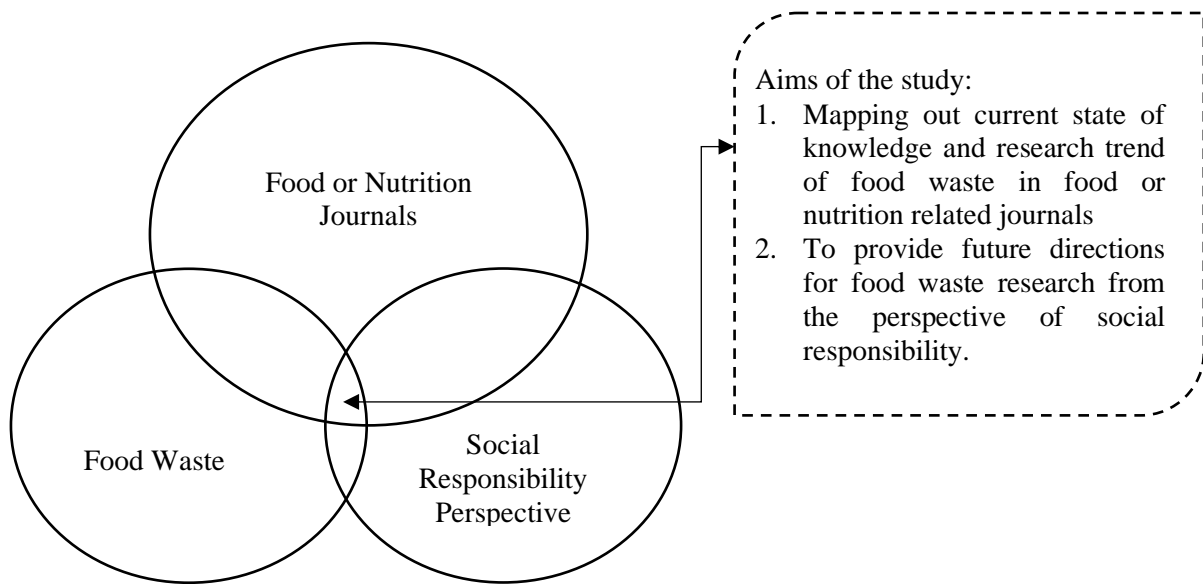 Food or Nutrition
Journals
Food Waste
Social
Responsibility
Perspective
Aims of the study:
1. Mapping out current state of
knowledge and research trend
of food waste in food or
nutrition related journals
2. To provide future directions
for food waste research from
the perspective of social
responsibility.